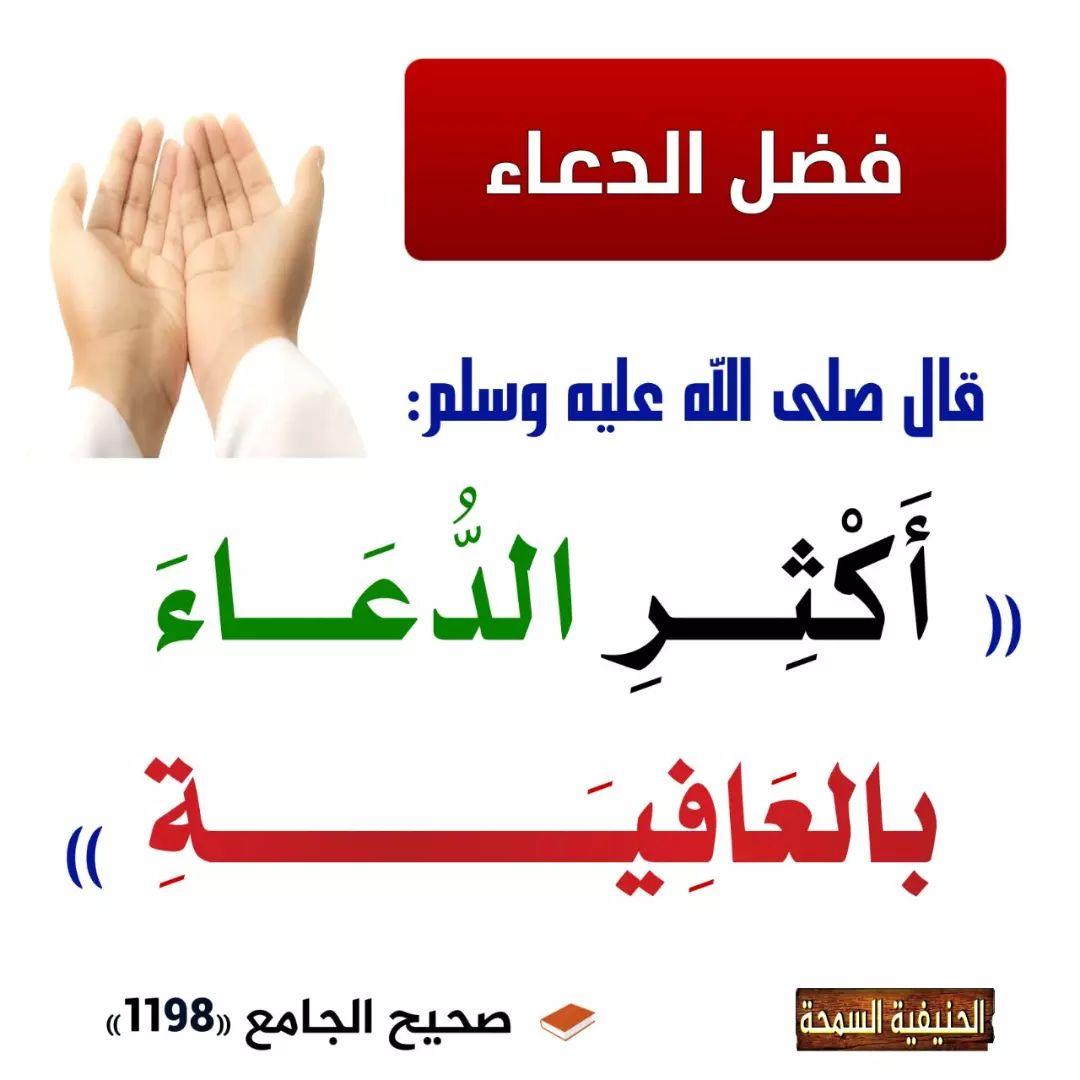 فضل الدعاء
قال صلى الله عليه وسلم:
(( أَكْثِرِ الدُّعَاءَ
بالعَافِيَةِ ))
صحيح الجامع ((1198))
الحنيفية السمحة